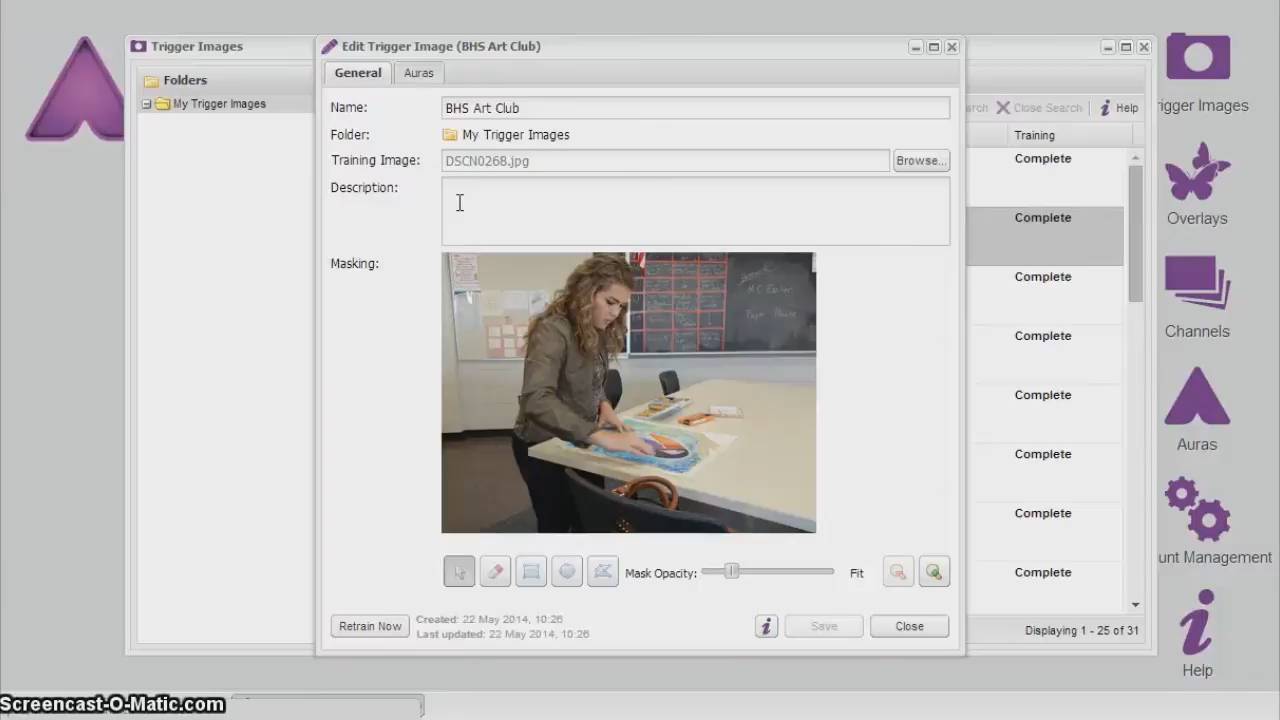 Trigger Images
Folders
My Trigger Images
Edit Trigger Image (BHS Art Club)
General
Auras
Name:
BHS Art Club
Folder:
My Trigger Images
Training Image:
DSCN0268.jpg
Browse...
Description:
Masking:
Mask Opacity:
Fit
Retrain Now
Created: 22 May 2014, 10:26
Last updated: 22 May 2014, 10:26
Save
Close
arch
Close Search
Help
Training
Complete
Complete
Complete
Complete
Complete
Complete
Complete
Complete
Displaying 1 - 25 of 31
rigger Images
Overlays
Channels
Auras
unt Management
Help
Screencast-O-Matic.com